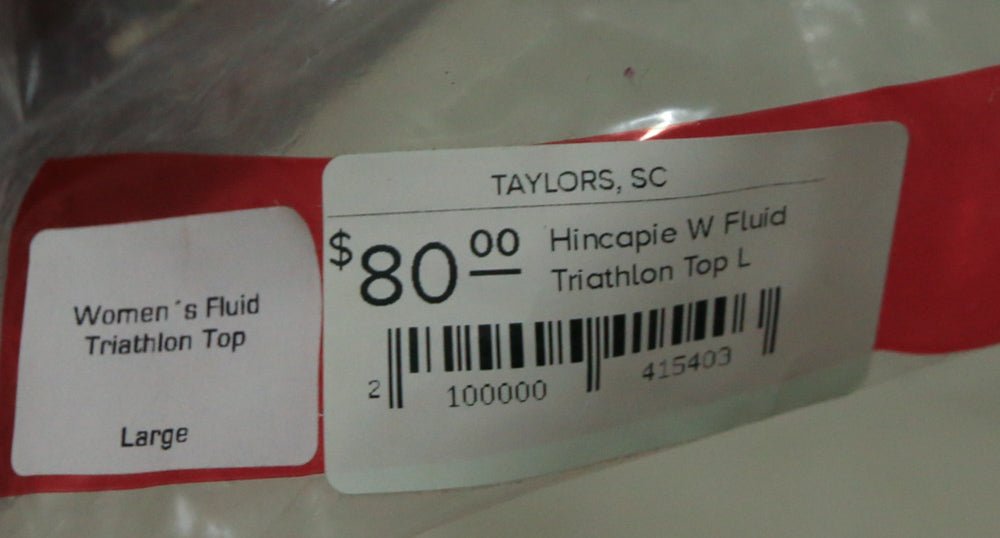 Women´s Fluid
Triathlon Top
Large
TAYLORS, SC
$80.00
Hincapie W Fluid
Triathlon Top L
2 100000 415403